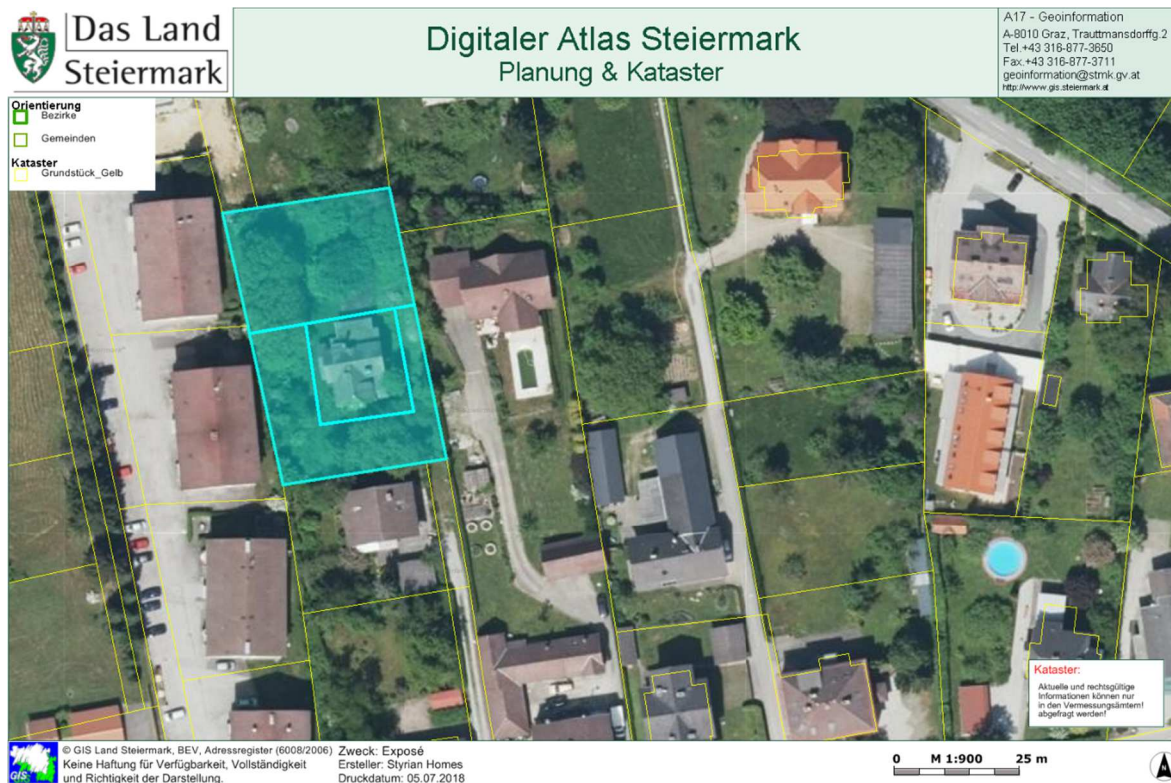 Das Land
Steiermark
Digitaler Atlas Steiermark
Planung & Kataster
A17 - Geoinformation
A-8010 Graz, Trauttmansdorffg.2
Tel.+43 316-877-3650
Fax.+43 316-877-3711
geoinformation@stmk.gv.at
http://www.gis.steiermark.at
Orientierung
Bezirke
Gemeinden
Kataster
Grundstück_Gelb
Kataster:
Aktuelle und rechtsgültige
Informationen können nur
in den Vermessungsämtern!
abgefragt werden!
GIS
© GIS Land Steiermark, BEV, Adressregister (6008/2006)
Keine Haftung für Verfügbarkeit, Vollständigkeit
und Richtigkeit der Darstellung.
Zweck: Exposé
Ersteller: Styrian Homes
Druckdatum: 05.07.2018
0 M 1:900 25 m